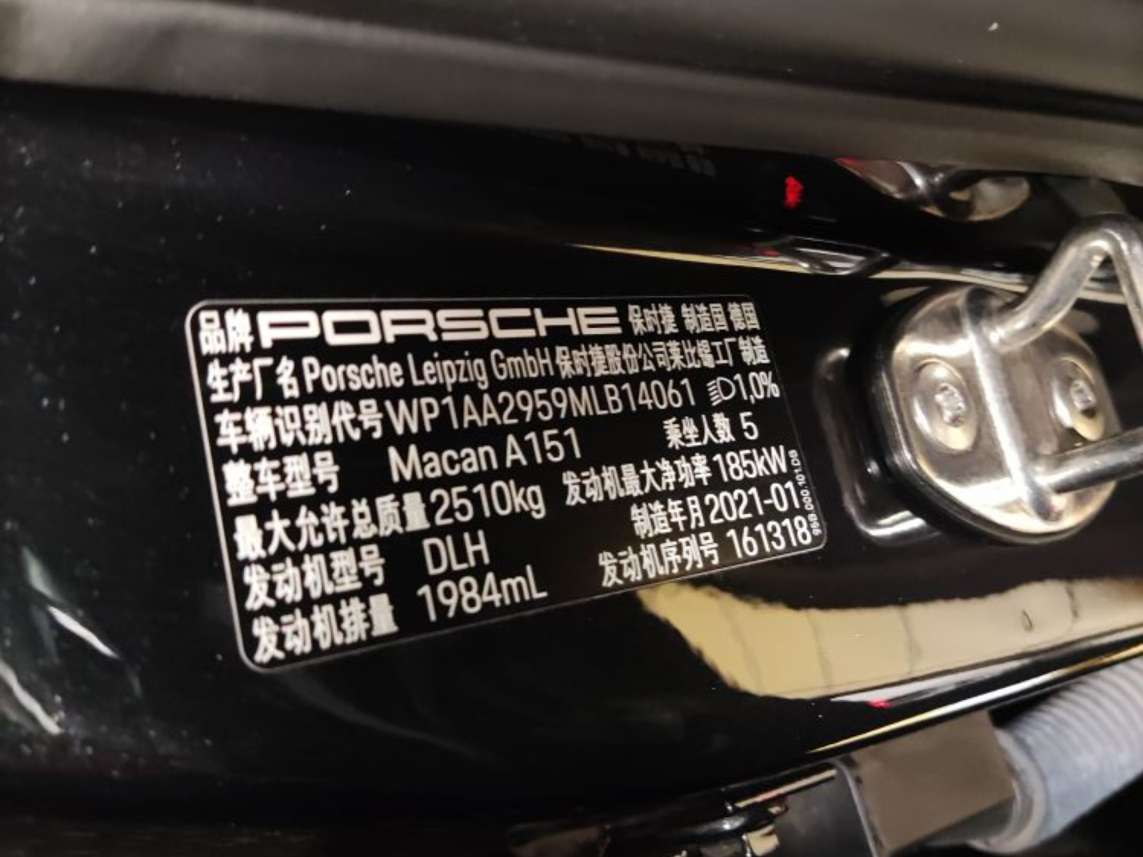 品牌 PORSCHE 保时捷 制造国 德国
生产厂名 Porsche Leipzig GmbH 保时捷股份公司莱比锡工厂制造
车辆识别代号 WP1AA2959MLB14061 1,0%
整车型号 Macan A151 乘坐人数 5
最大允许总质量 2510kg 发动机最大净功率 185kW
发动机型号 DLH 制造年月 2021-01
发动机排量 1984mL 发动机序列号 161318